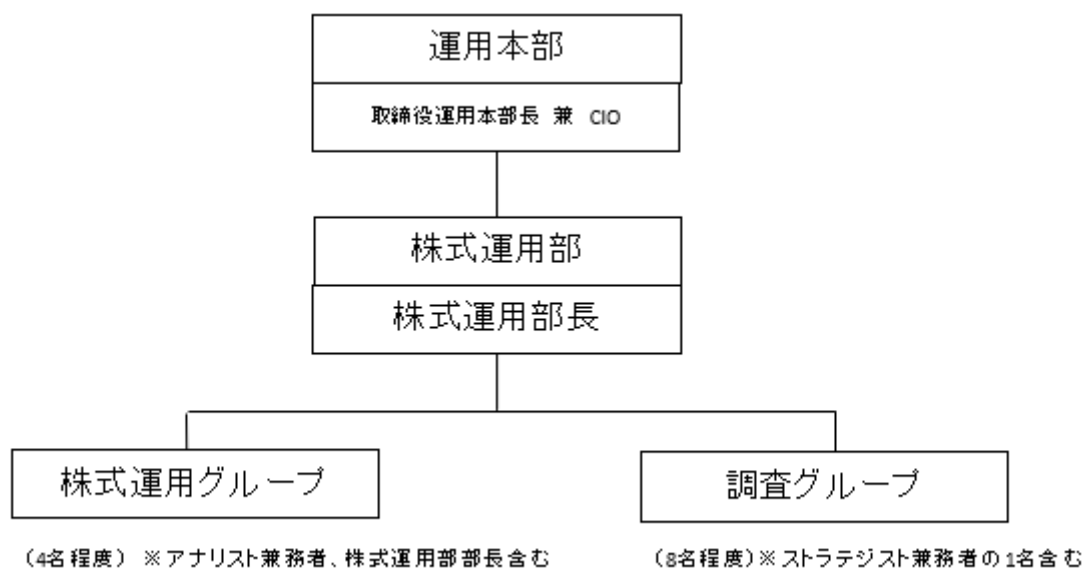 運用本部
取締役運用本部長 兼 CIO
株式運用部
株式運用部長
株式運用グループ
調査グループ
（4名程度） ※アナリスト兼務者、株式運用部部長含む
（8名程度）※ストラテジスト兼務者の1名含む